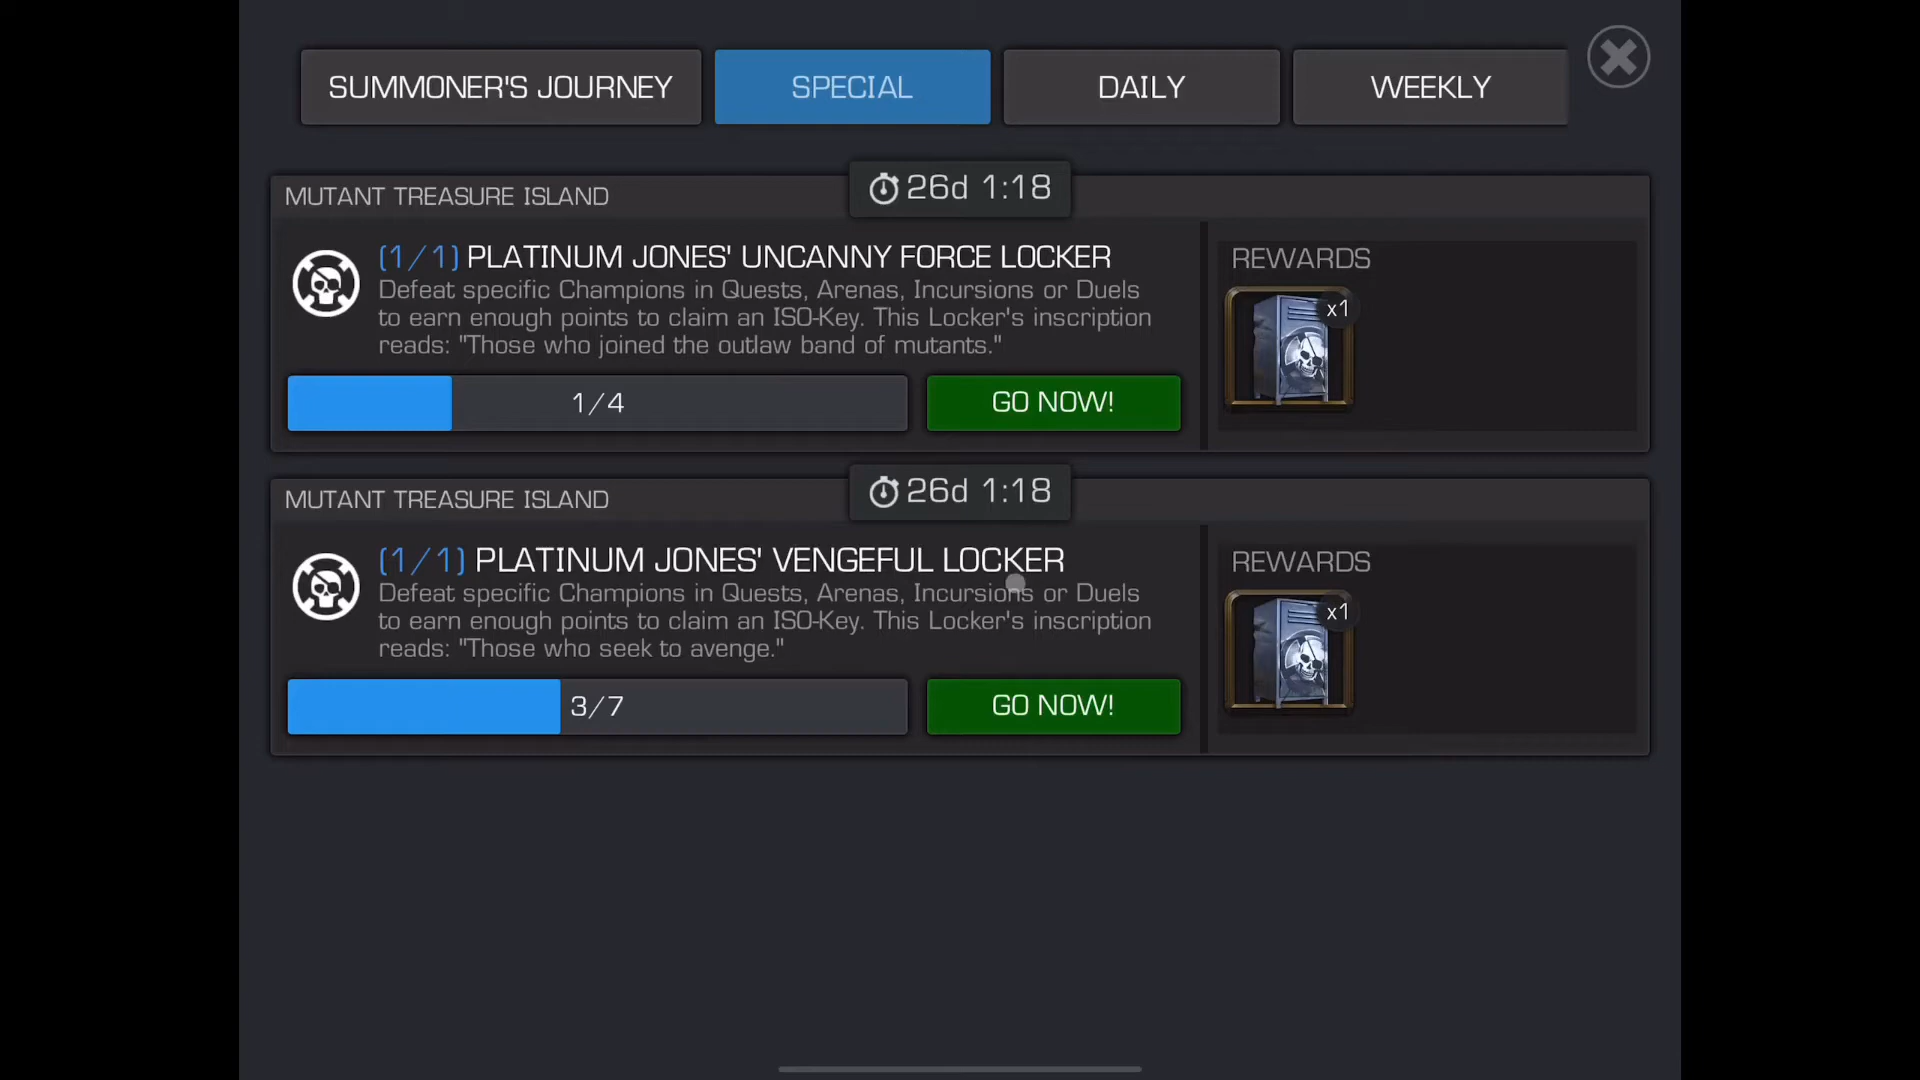 SUMMONER'S JOURNEY
SPECIAL
DAILY
WEEKLY
MUTANT TREASURE ISLAND
26d 1:18
(1/1) PLATINUM JONES' UNCANNY FORCE LOCKER
Defeat specific Champions in Quests, Arenas, Incursions or Duels
to earn enough points to claim an ISO-Key. This Locker's inscription
reads: "Those who joined the outlaw band of mutants."
1/4
GO NOW!
REWARDS
x1
MUTANT TREASURE ISLAND
26d 1:18
(1/1) PLATINUM JONES' VENGEFUL LOCKER
Defeat specific Champions in Quests, Arenas, Incursions or Duels
to earn enough points to claim an ISO-Key. This Locker's inscription
reads: "Those who seek to avenge."
3/7
GO NOW!
REWARDS
x1